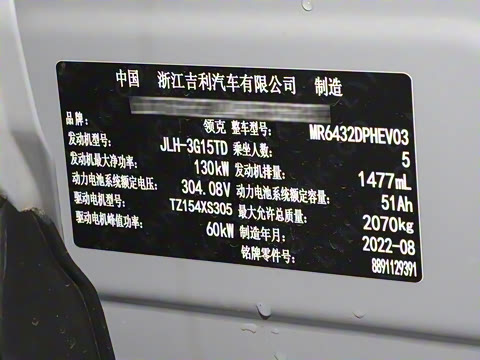 中国 浙江吉利汽车有限公司 制造
品牌: 领克 整车型号: MR6432DPHEV03
发动机型号: JLH-3G15TD 乘坐人数: 5
发动机最大净功率: 130kW 发动机排量: 1477mL
动力电池系统额定电压: 304.08V 动力电池系统额定容量: 51Ah
驱动电机型号: TZ154XS305 最大允许总质量: 2070kg
驱动电机峰值功率: 60kW 制造年月: 2022-08
铭牌零件号: 8891129391